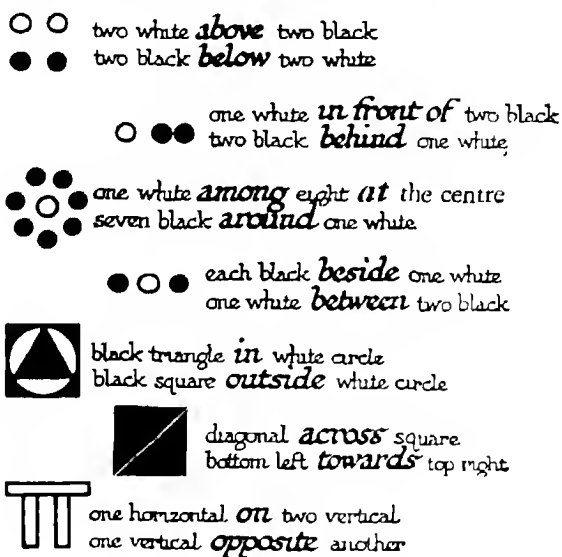 two white above two black
two black below two white
one white in front of two black
two black behind one white
one white among eight at the centre
seven black around one white
each black beside one white
one white between two black
black triangle in white circle
black square outside white circle
diagonal across square
bottom left towards top right
one horizontal on two vertical
one vertical opposite another